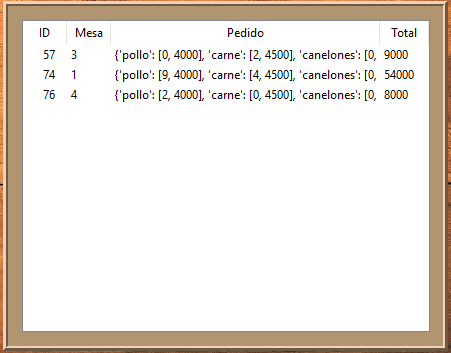 ID Mesa Pedido Total
57 3 {'pollo': [0, 4000], 'carne': [2, 4500], 'canelones': [0, 9000
74 1 {'pollo': [9, 4000], 'carne': [4, 4500], 'canelones': [0, 54000
76 4 {'pollo': [2, 4000], 'carne': [0, 4500], 'canelones': [0, 8000